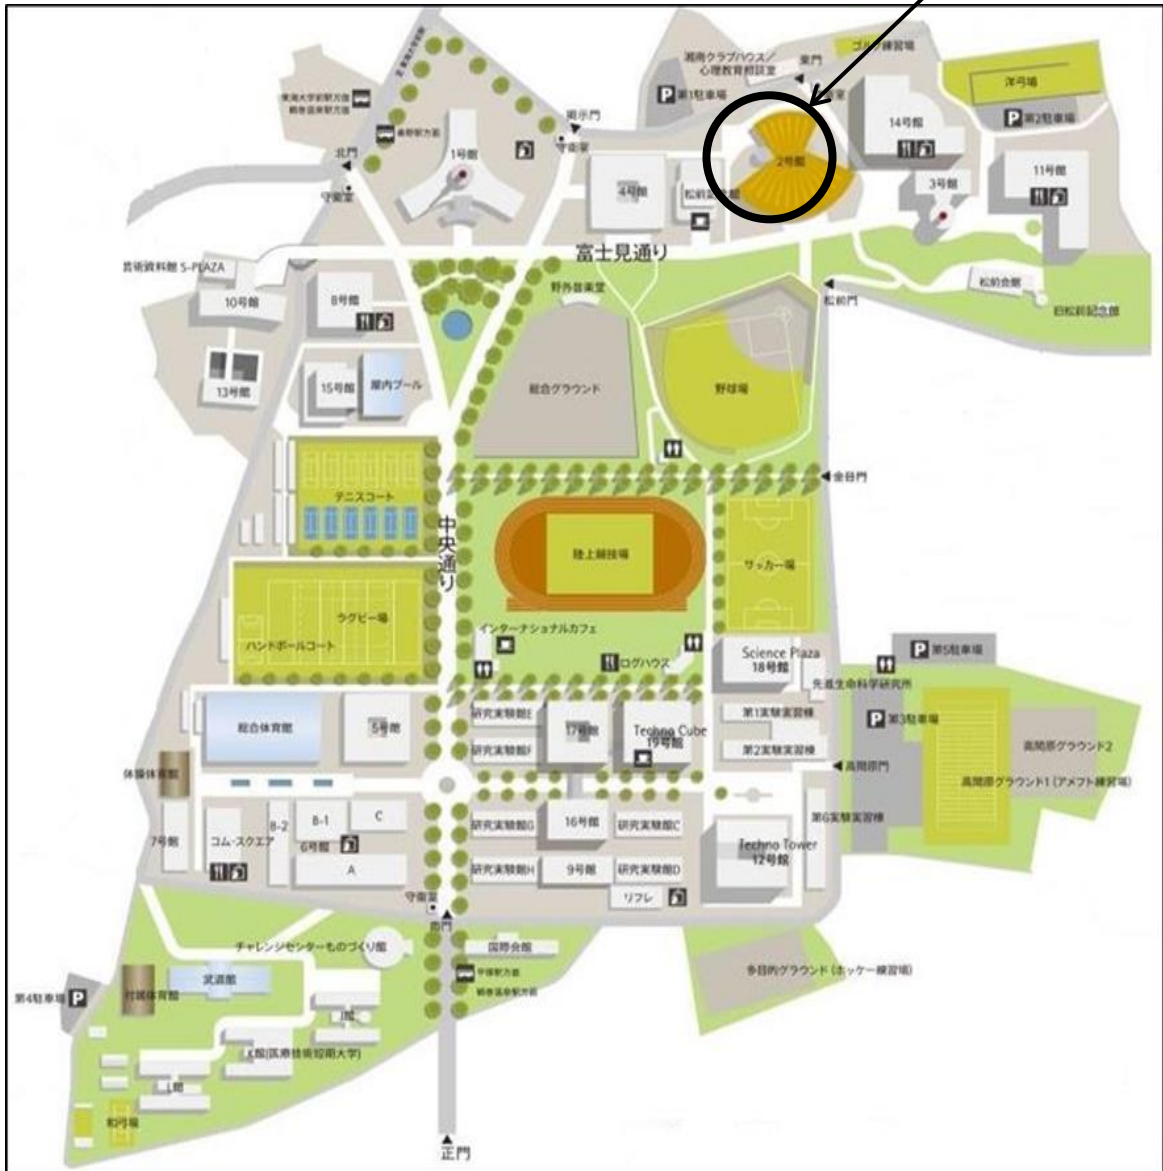 ゴルフ練習場
湘南クラブハウス/
心理教育相談室
東門
洋弓場
P 第1駐車場
P 第2駐車場
東海大学前駅方面
鶴巻温泉駅方面
秦野駅方面
掲示門
守衛室
北門
守衛室
1号館
4号館
2号館
14号館
3号館
11号館
富士見通り
芸術資料館 S-PLAZA
10号館
8号館
野外音楽堂
松前門
松前会館
旧松前記念館
13号館
15号館
屋内プール
総合グラウンド
野球場
金目門
テニスコート
中央通り
陸上競技場
サッカー場
ラグビー場
ハンドボールコート
インターナショナルカフェ
ログハウス
Science Plaza
18号館
P 第5駐車場
先進生命科学研究所
P 第3駐車場
総合体育館
5号館
研究実験館E
17号館
Techno Cube
19号館
第1実験実習棟
研究実験館F
第2実験実習棟
高間原グラウンド2
体操体育館
高間原門
高間原グラウンド1(アメフト練習場)
7号館
コム・スクエア
B-2
B-1
C
6号館
A
研究実験館G
16号館
研究実験館C
第6実験実習棟
Techno Tower
12号館
研究実験館H
9号館
研究実験館D
リフレ
守衛室
南門
チャレンジセンターものづくり館
国際会館
平塚駅方面
鶴巻温泉駅方面
多目的グラウンド(ホッケー練習場)
第4駐車場 P
付属体育館
武道館
J館
K館(医療技術短期大学)
L館
和弓場
正門